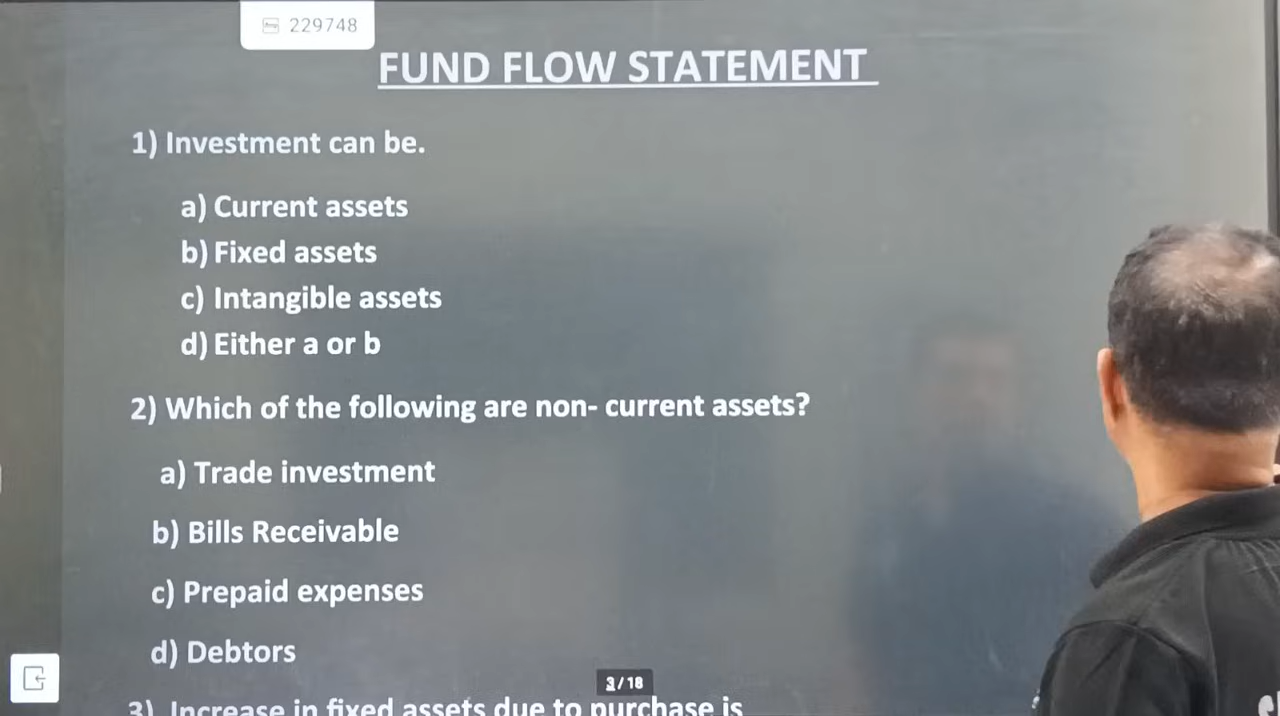 229748
FUND FLOW STATEMENT
1) Investment can be.
a) Current assets
b) Fixed assets
c) Intangible assets
d) Either a or b
2) Which of the following are non- current assets?
a) Trade investment
b) Bills Receivable
c) Prepaid expenses
d) Debtors
3/18
3) Increase in fixed assets due to purchase is